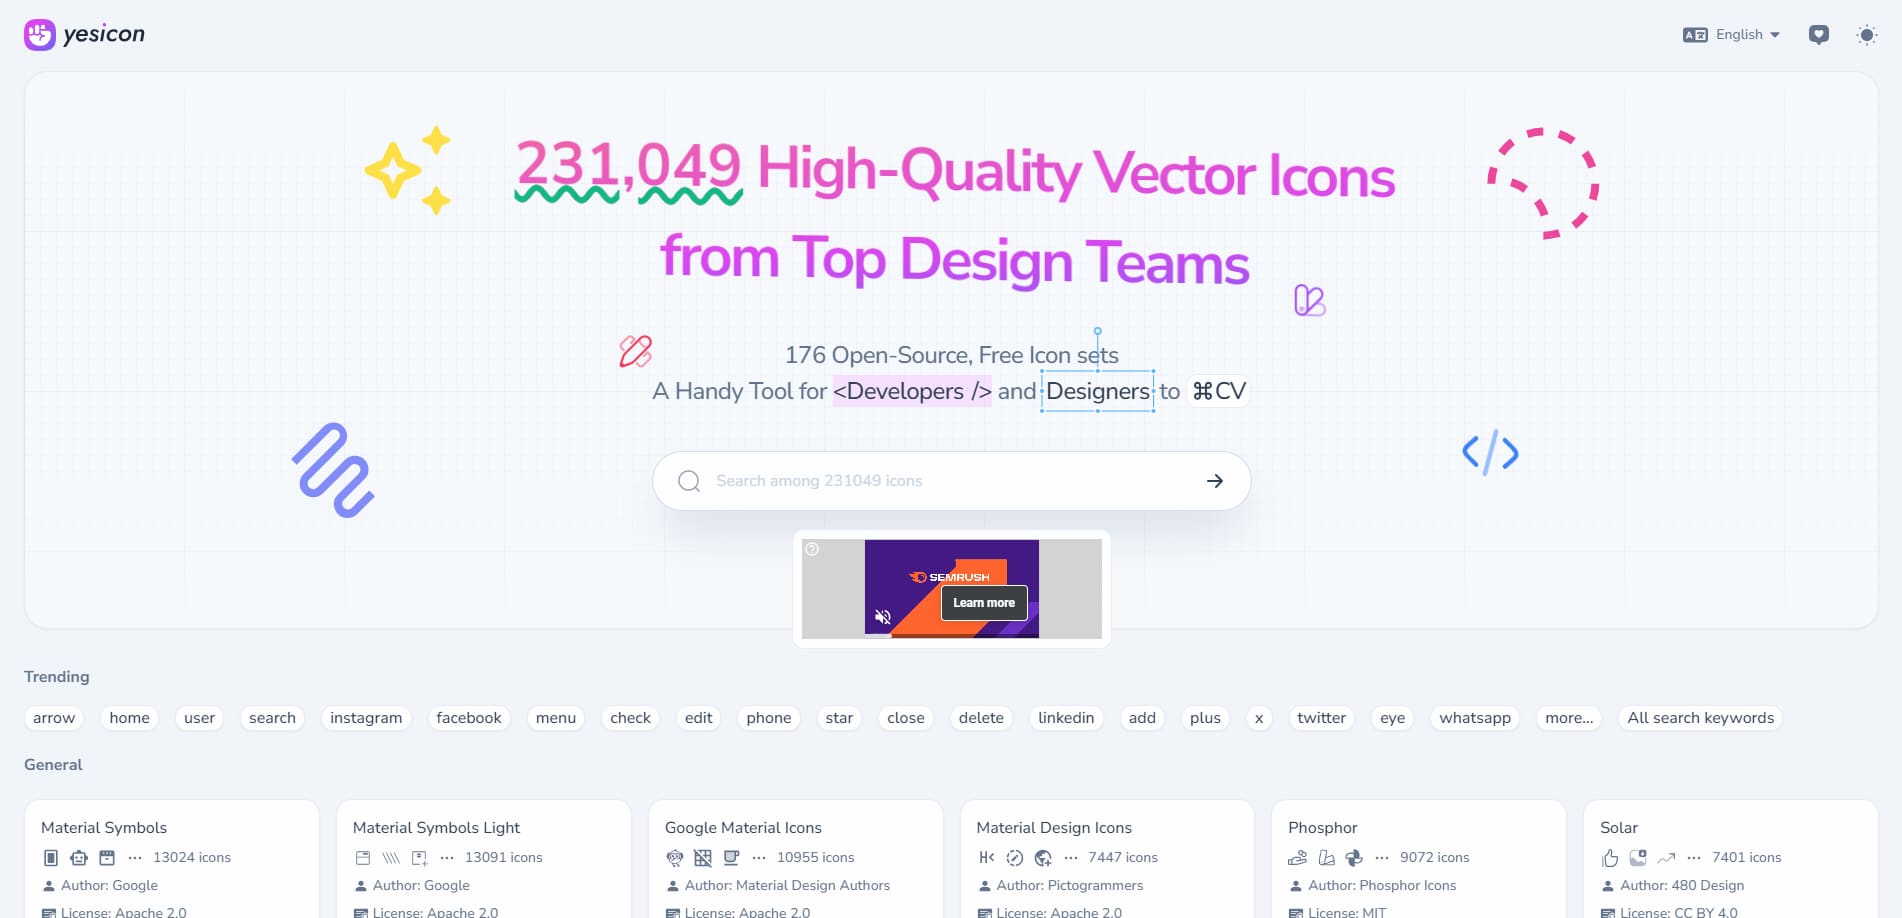 yesicon
English
231,049 High-Quality Vector Icons
from Top Design Teams
176 Open-Source, Free Icon sets
A Handy Tool for <Developers /> and Designers to ⌘CV
Search among 231049 icons
SEMRUSH
Learn more
Trending
arrow home user search instagram facebook menu check edit phone star close delete linkedin add plus x twitter eye whatsapp more... All search keywords
General
Material Symbols
13024 icons
Author: Google
License: Apache 2.0
Material Symbols Light
13091 icons
Author: Google
License: Apache 2.0
Google Material Icons
10955 icons
Author: Material Design Authors
License: Apache 2.0
Material Design Icons
7447 icons
Author: Pictogrammers
License: Apache 2.0
Phosphor
9072 icons
Author: Phosphor Icons
License: MIT
Solar
7401 icons
Author: 480 Design
License: CC BY 4.0